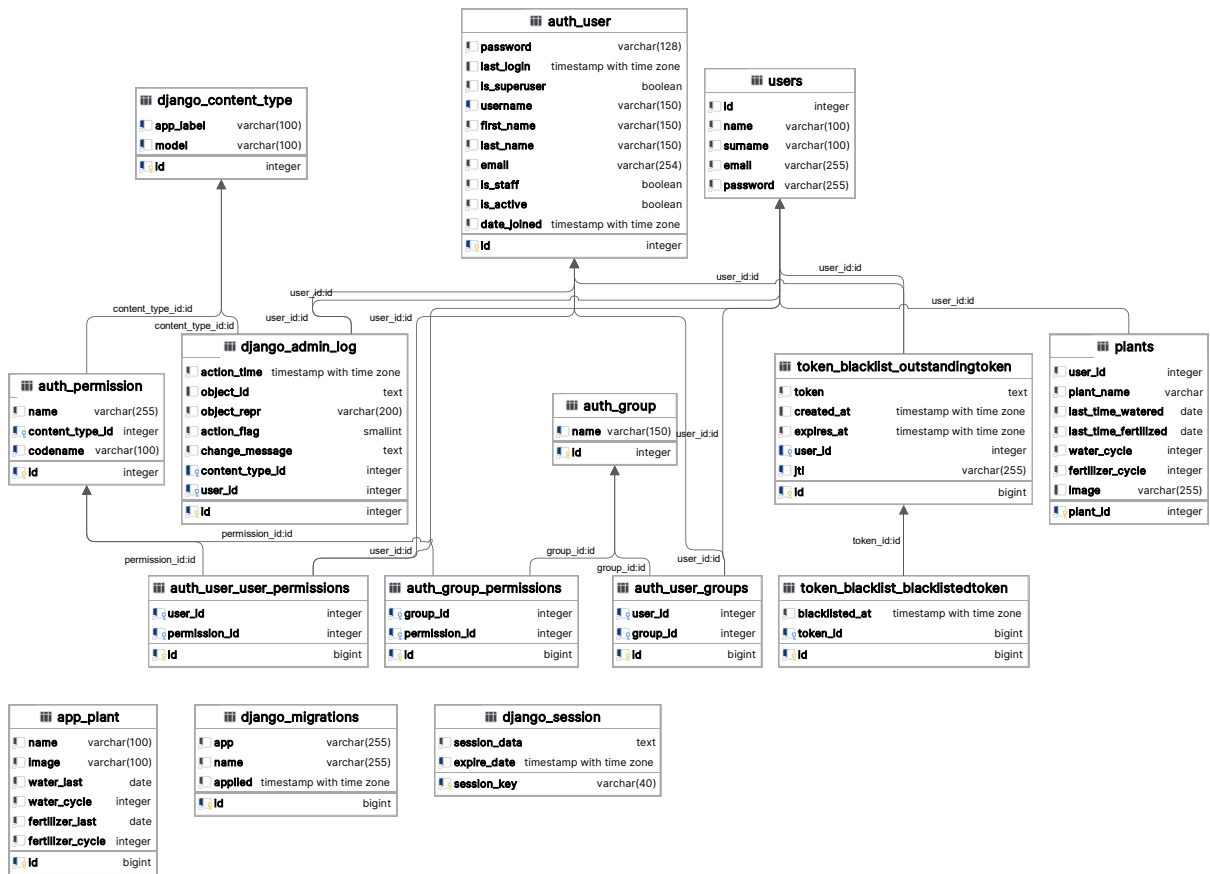 auth_user
password varchar(128)
last_login timestamp with time zone
is_superuser boolean
username varchar(150)
first_name varchar(150)
last_name varchar(150)
email varchar(254)
is_staff boolean
is_active boolean
date_joined timestamp with time zone
id integer
users
id integer
name varchar(100)
surname varchar(100)
email varchar(255)
password varchar(255)
django_content_type
app_label varchar(100)
model varchar(100)
id integer
user_id:id
user_id:id
user_id:id
user_id:id
content_type_id:id
content_type_id:id
user_id:id
user_id:id
django_admin_log
action_time timestamp with time zone
object_id text
object_repr varchar(200)
action_flag smallint
change_message text
content_type_id integer
user_id integer
id integer
auth_permission
name varchar(255)
content_type_id integer
codename varchar(100)
id integer
auth_group
name varchar(150)
id integer
user_id:id
token_blacklist_outstandingtoken
token text
created_at timestamp with time zone
expires_at timestamp with time zone
user_id integer
jti varchar(255)
id bigint
plants
user_id integer
plant_name varchar
last_time_watered date
last_time_fertilized date
water_cycle integer
fertilizer_cycle integer
image varchar(255)
plant_id integer
permission_id:id
permission_id:id
user_id:id
group_id:id
group_id:id
user_id:id
token_id:id
auth_user_user_permissions
user_id integer
permission_id integer
id bigint
auth_group_permissions
group_id integer
permission_id integer
id bigint
auth_user_groups
user_id integer
group_id integer
id bigint
token_blacklist_blacklistedtoken
blacklisted_at timestamp with time zone
token_id bigint
id bigint
app_plant
name varchar(100)
image varchar(100)
water_last date
water_cycle integer
fertilizer_last date
fertilizer_cycle integer
id bigint
django_migrations
app varchar(255)
name varchar(255)
applied timestamp with time zone
id bigint
django_session
session_data text
expire_date timestamp with time zone
session_key varchar(40)